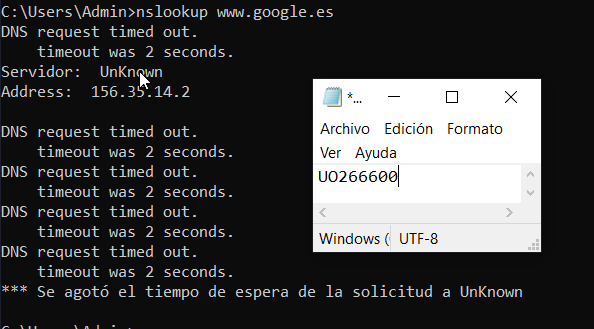 C:\Users\Admin>nslookup www.google.es
DNS request timed out.
    timeout was 2 seconds.
Servidor:  UnKnown
Address:  156.35.14.2

DNS request timed out.
    timeout was 2 seconds.
DNS request timed out.
    timeout was 2 seconds.
DNS request timed out.
    timeout was 2 seconds.
DNS request timed out.
    timeout was 2 seconds.
*** Se agotó el tiempo de espera de la solicitud a UnKnown
*...
Archivo Edición Formato
Ver Ayuda
UO266600
Windows (
UTF-8